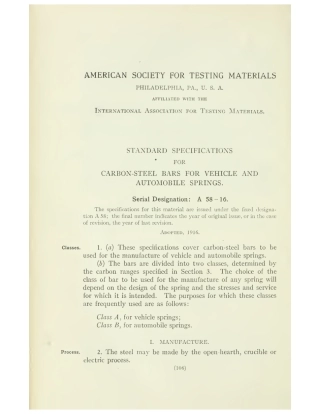 AMERICAN SOCIETY FOR TESTING MATERIALS
PHILADELPHIA, PA., U. S. A.
AFFILIATED WITH THE
INTERNATIONAL ASSOCIATION FOR TESTING MATERIALS.
STANDARD SPECIFICATIONS
FOR
CARBON-STEEL BARS FOR VEHICLE AND
AUTOMOBILE SPRINGS.
Serial Designation: A 58 – 16.
The specifications for this material are issued under the fixed designa-
tion A 58; the final number indicates the year of original issue, or in the case
of revision, the year of last revision.
ADOPTED, 1916.
Classes. 1. (a) These specifications cover carbon-steel bars to be
used for the manufacture of vehicle and automobile springs.
(b) The bars are divided into two classes, determined by
the carbon ranges specified in Section 3. The choice of the
class of bar to be used for the manufacture of any spring will
depend on the design of the spring and the stresses and service
for which it is intended. The purposes for which these classes
are frequently used are as follows:
Class A, for vehicle springs;
Class B, for automobile springs.
I. MANUFACTURE.
Process. 2. The steel may be made by the open-hearth, crucible or
electric process.